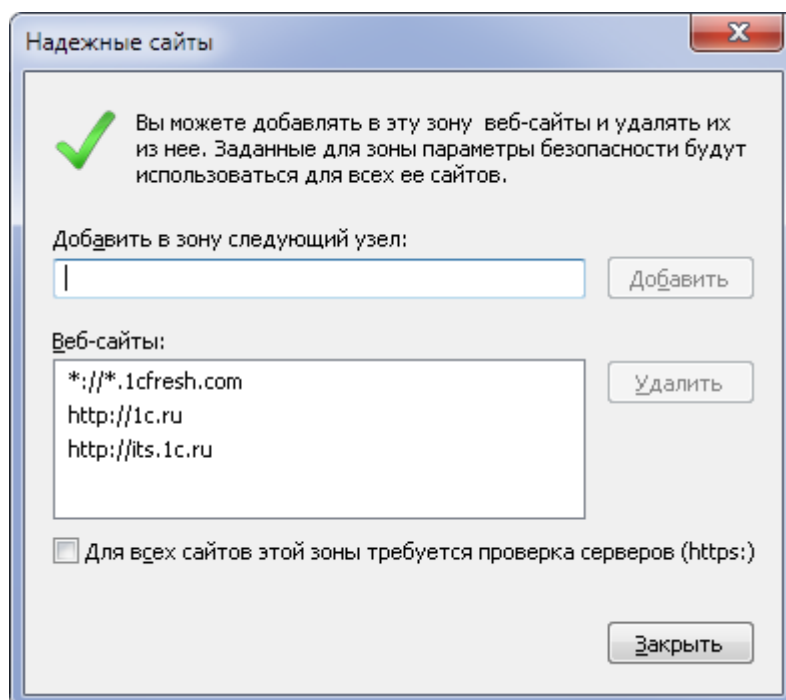 Надежные сайты
Вы можете добавлять в эту зону веб-сайты и удалять их
из нее. Заданные для зоны параметры безопасности будут
использоваться для всех ее сайтов.
Добавить в зону следующий узел:
Добавить
Веб-сайты:
*://*.1cfresh.com
http://1c.ru
http://its.1c.ru
Удалить
Для всех сайтов этой зоны требуется проверка серверов (https:)
Закрыть